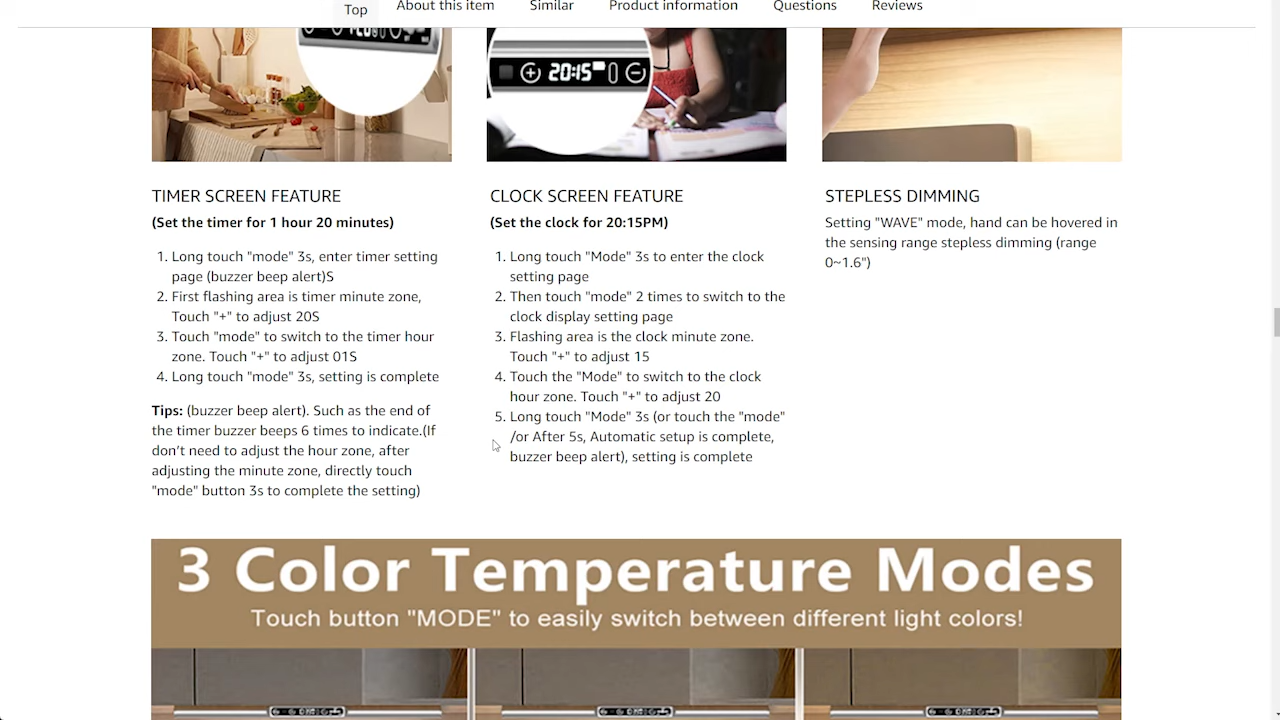 Top
About this item
Similar
Product information
Questions
Reviews
20:15
TIMER SCREEN FEATURE
(Set the timer for 1 hour 20 minutes)
1. Long touch "mode" 3s, enter timer setting
page (buzzer beep alert)S
2. First flashing area is timer minute zone,
Touch "+" to adjust 20S
3. Touch "mode" to switch to the timer hour
zone. Touch "+" to adjust 01S
4. Long touch "mode" 3s, setting is complete
Tips: (buzzer beep alert). Such as the end of
the timer buzzer beeps 6 times to indicate.(If
don't need to adjust the hour zone, after
adjusting the minute zone, directly touch
"mode" button 3s to complete the setting)
CLOCK SCREEN FEATURE
(Set the clock for 20:15PM)
1. Long touch "Mode" 3s to enter the clock
setting page
2. Then touch "mode" 2 times to switch to the
clock display setting page
3. Flashing area is the clock minute zone.
Touch "+" to adjust 15
4. Touch the "Mode" to switch to the clock
hour zone. Touch "+" to adjust 20
5. Long touch "Mode" 3s (or touch the "mode"
/or After 5s, Automatic setup is complete,
buzzer beep alert), setting is complete
STEPLESS DIMMING
Setting "WAVE" mode, hand can be hovered in
the sensing range stepless dimming (range
0~1.6")
3 Color Temperature Modes
Touch button "MODE" to easily switch between different light colors!